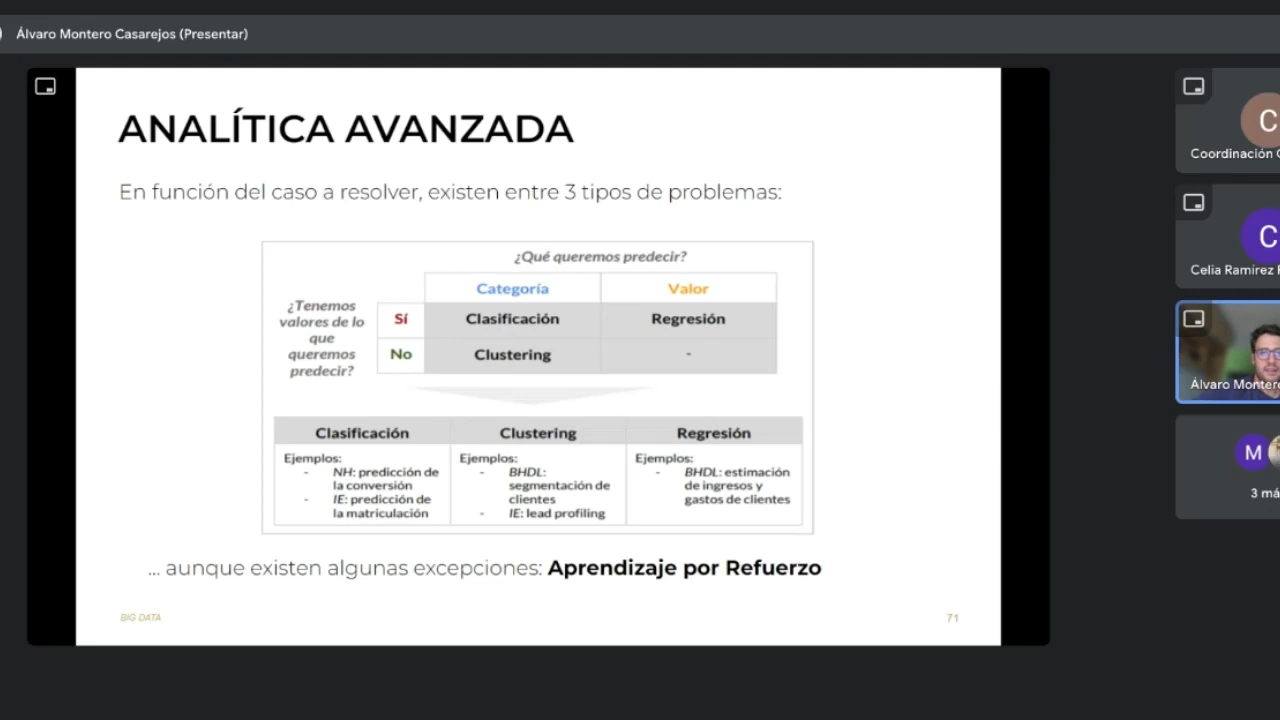 Álvaro Montero Casarejos (Presentar)
ANALÍTICA AVANZADA
En función del caso a resolver, existen entre 3 tipos de problemas:
¿Qué queremos predecir?
Categoría Valor
¿Tenemos
valores de lo
que
queremos
predecir?
Sí Clasificación Regresión
No Clustering -
Clasificación Clustering Regresión
Ejemplos:
- NH: predicción de
la conversión
- IE: predicción de
la matriculación
Ejemplos:
- BHDL:
segmentación de
clientes
- IE: lead profiling
Ejemplos:
- BHDL: estimación
de ingresos y
gastos de clientes
... aunque existen algunas excepciones: Aprendizaje por Refuerzo
BIG DATA
71
C
Coordinación
C
Celia Ramírez
Álvaro Montero
M
3 má